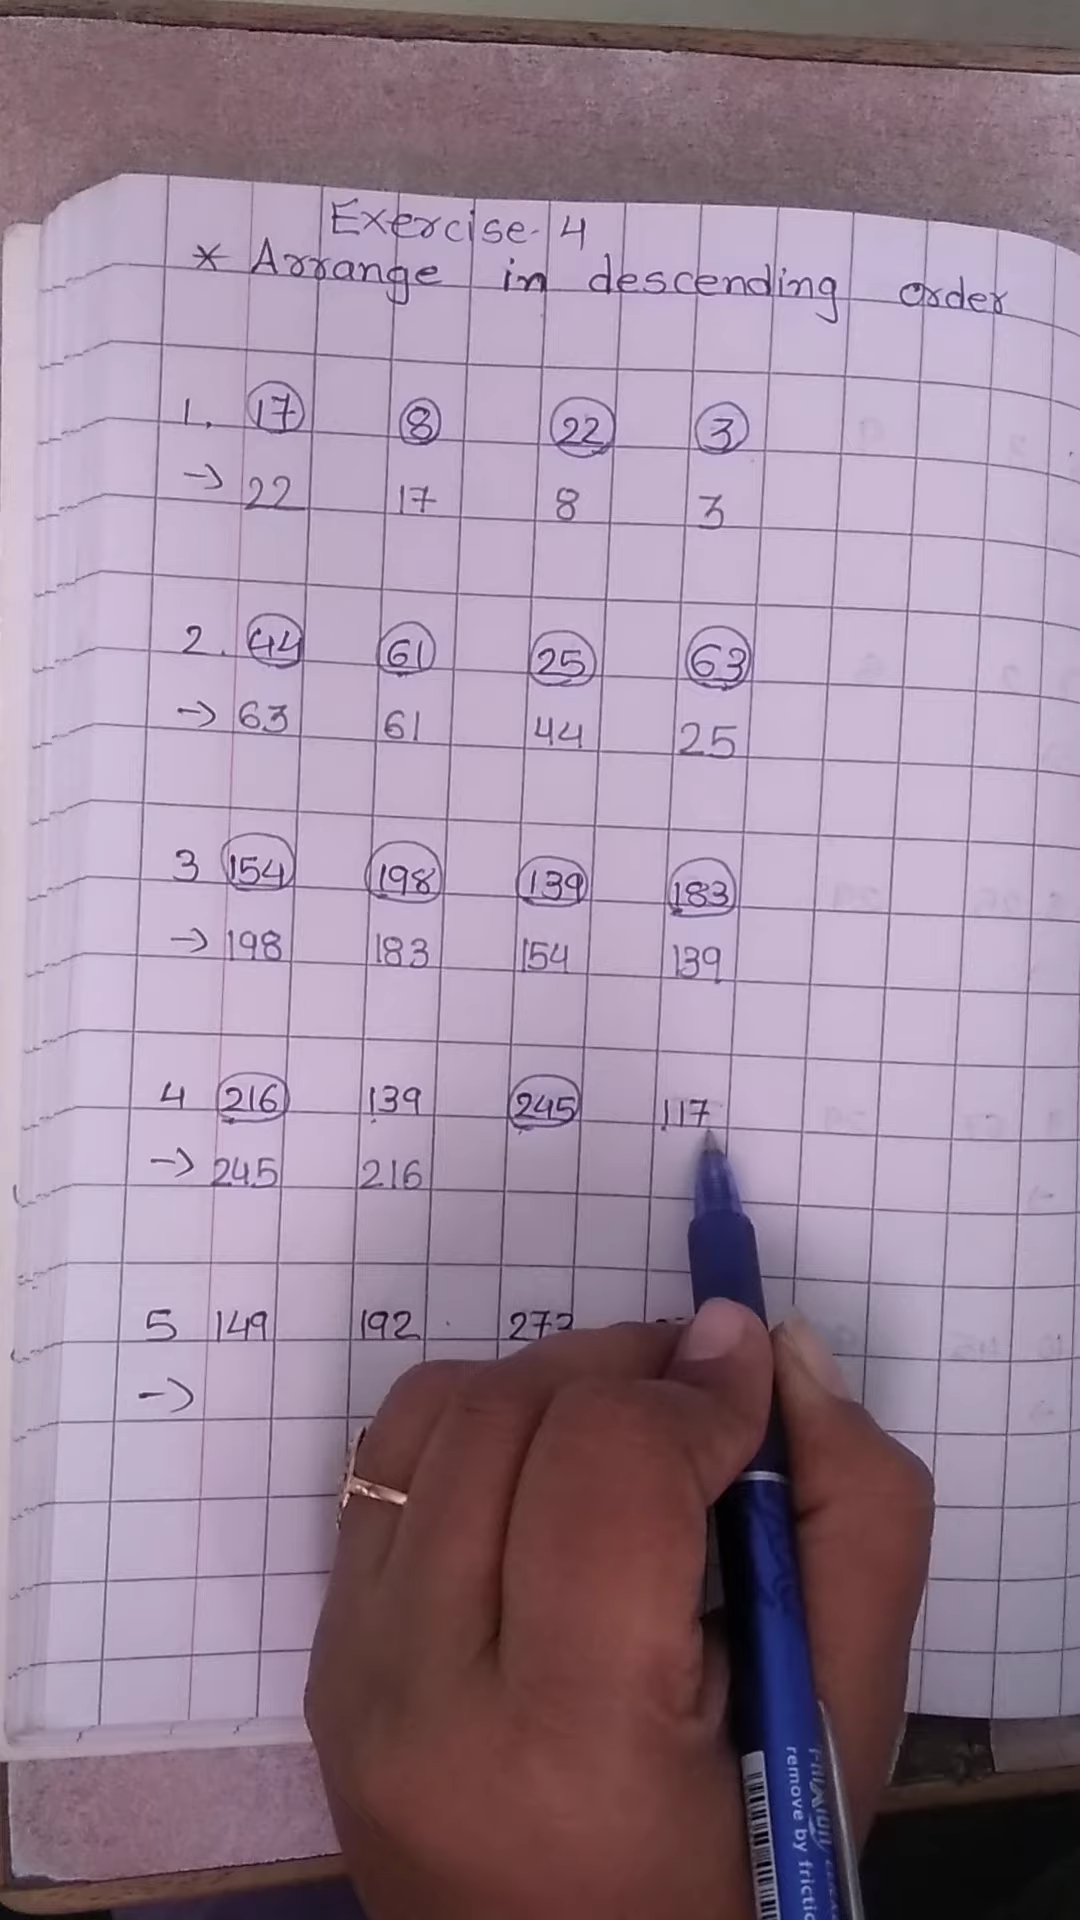 Exercise-4
* Arrange in descending order
1. 17 8 22 3
→ 22 17 8 3
2. 44 61 25 63
→ 63 61 44 25
3 154 198 139 183
→ 198 183 154 139
4 216 139 245 117
→ 245 216
5 149 192
→
remove by